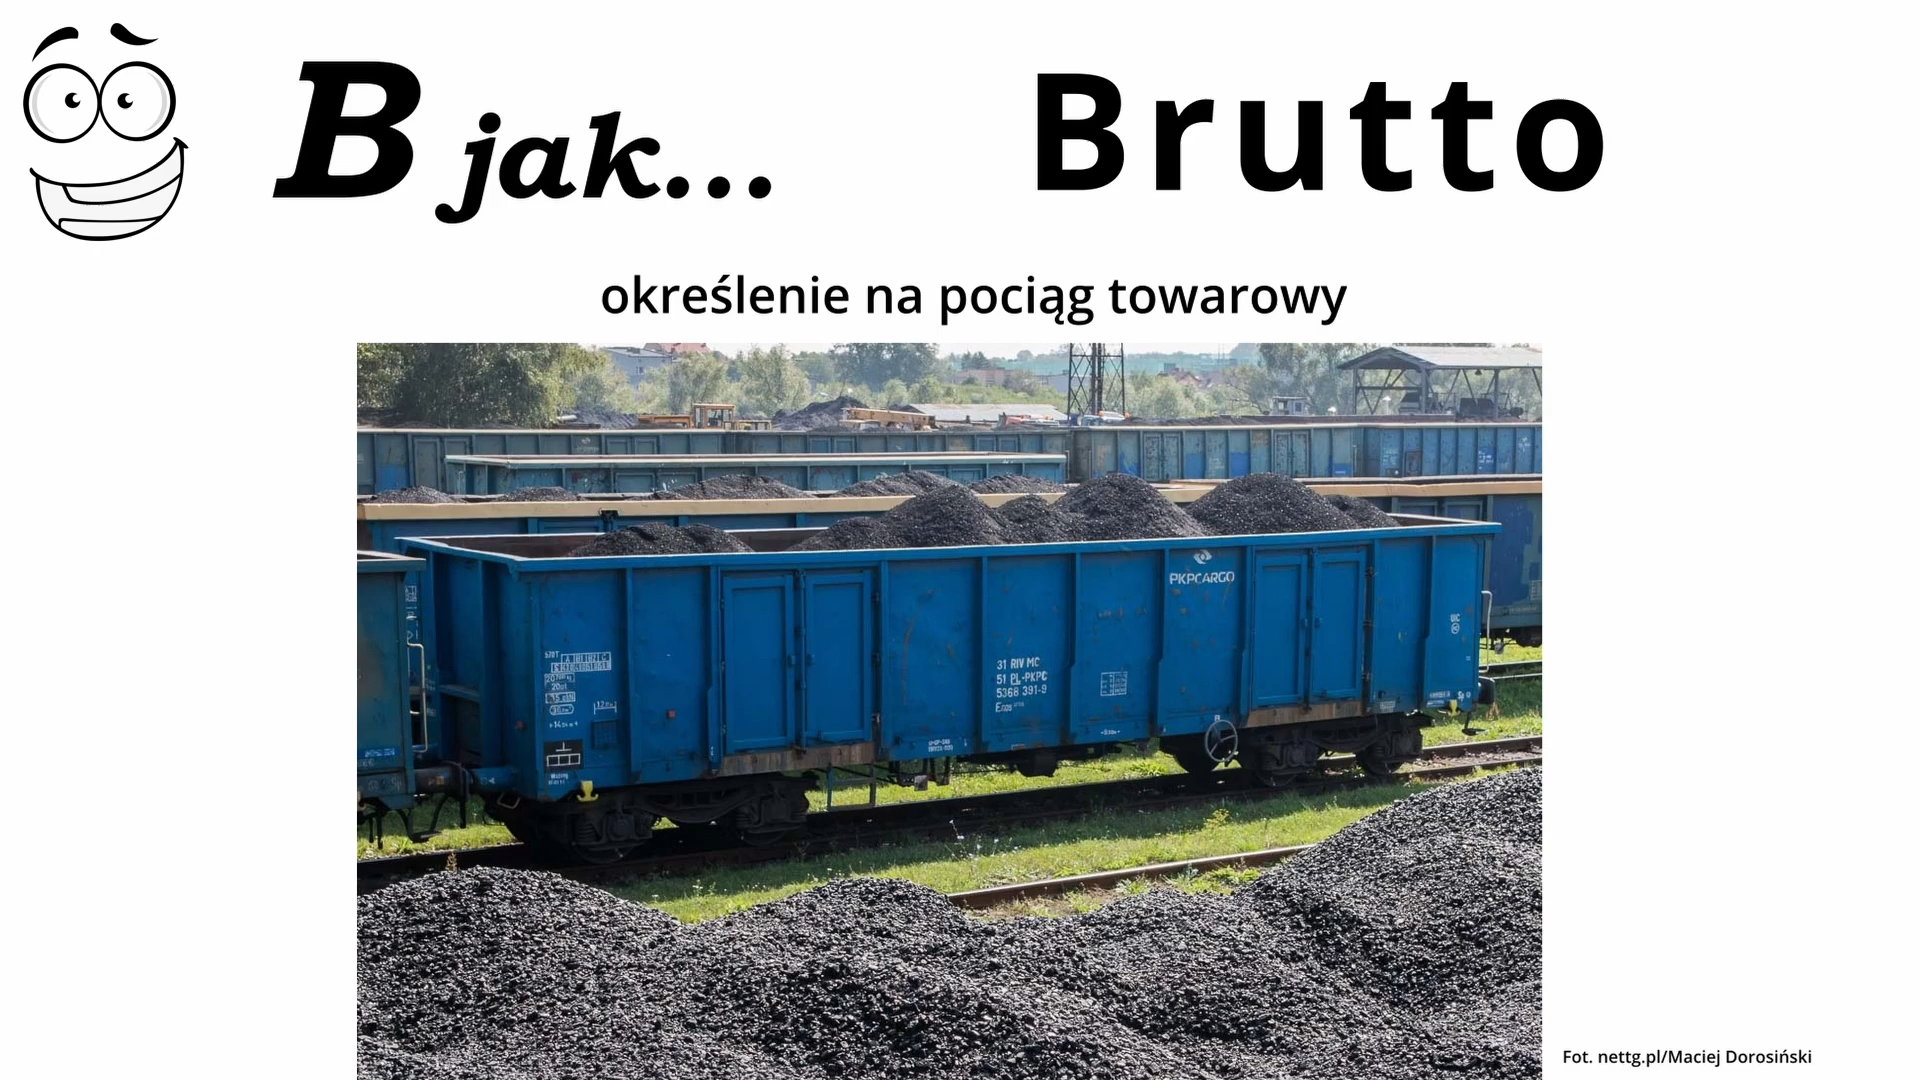 B jak... Brutto
określenie na pociąg towarowy
PKPCARGO
31 RIV MC
51 PL-PKPC
5368 391-9
Fot. nettg.pl/Maciej Dorosiński